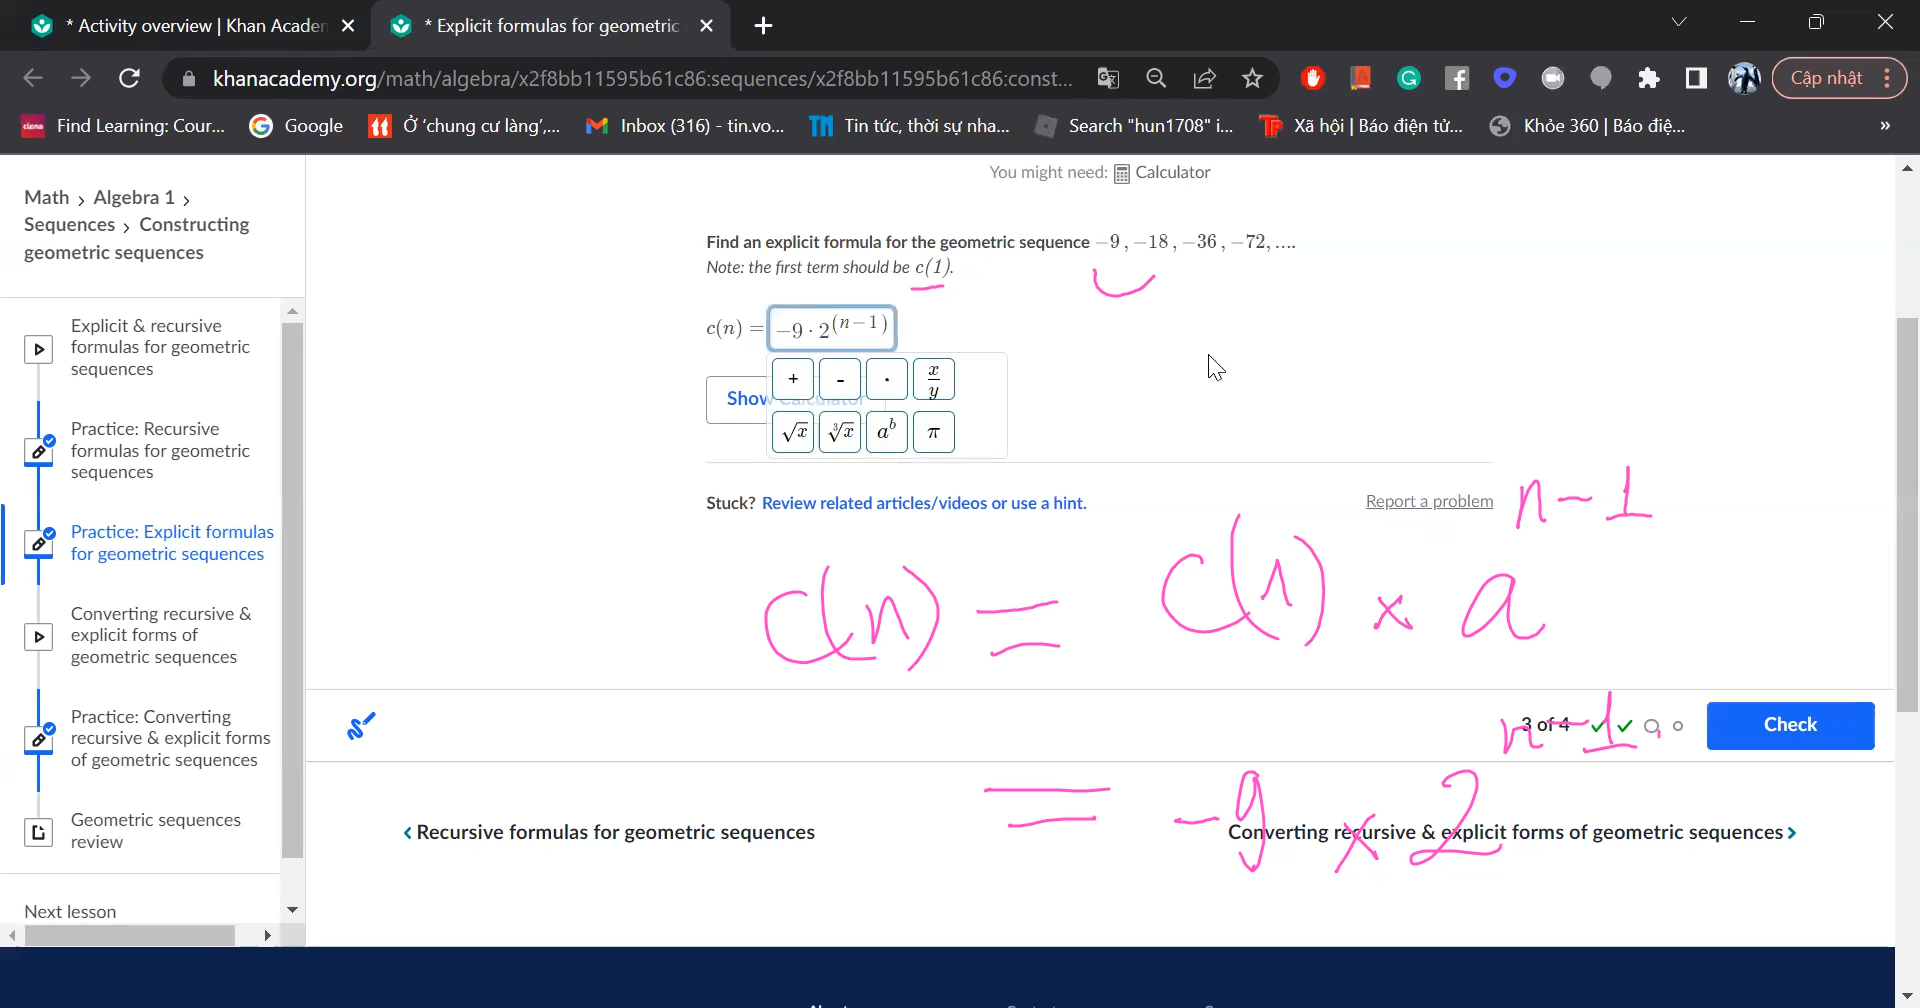 * Activity overview | Khan Academ
* Explicit formulas for geometric
khanacademy.org/math/algebra/x2f8bb11595b61c86:sequences/x2f8bb11595b61c86:const...
Cập nhật
Find Learning: Cour...
Google
Ở 'chung cư làng',...
Inbox (316) - tin.vo...
Tin tức, thời sự nha...
Search "hun1708" i...
Xã hội | Báo điện tử...
Khỏe 360 | Báo điệ...
»
Math › Algebra 1 ›
Sequences › Constructing
geometric sequences
You might need: Calculator
Find an explicit formula for the geometric sequence −9, −18, −36, −72, ....
Note: the first term should be c(1).
c(n) = −9 · 2^(n−1)
+ - · x/y
Show Calculator
√x ∛x a^b π
Explicit & recursive
formulas for geometric
sequences
Practice: Recursive
formulas for geometric
sequences
Practice: Explicit formulas
for geometric sequences
Converting recursive &
explicit forms of
geometric sequences
Practice: Converting
recursive & explicit forms
of geometric sequences
Geometric sequences
review
Next lesson
Stuck? Review related articles/videos or use a hint.
Report a problem
n-1
c(n) = c(1) x a
3 of 4
Check
n-1
= -9 x 2
‹ Recursive formulas for geometric sequences
Converting recursive & explicit forms of geometric sequences ›